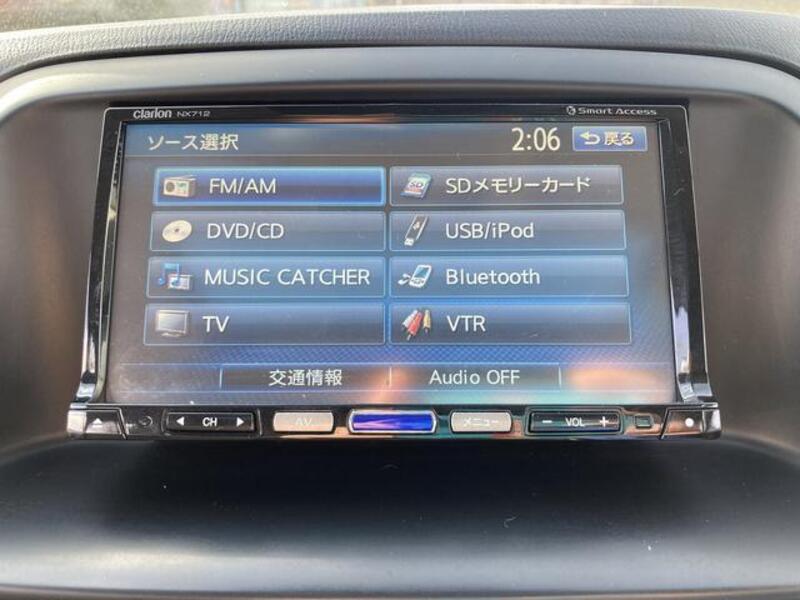 clarion NX712 Smart Access
ソース選択 2:06 戻る
FM/AM SDメモリーカード
DVD/CD USB/iPod
MUSIC CATCHER Bluetooth
TV VTR
交通情報 Audio OFF
CH AV メニュー VOL